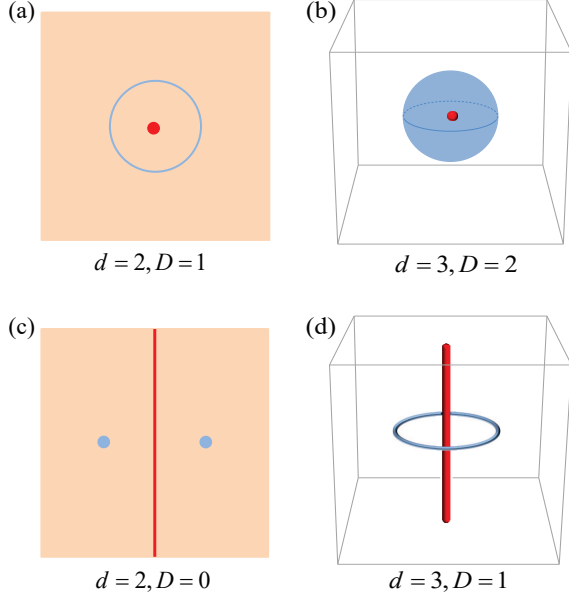 (a)
(b)
d = 2, D = 1
d = 3, D = 2
(c)
(d)
d = 2, D = 0
d = 3, D = 1